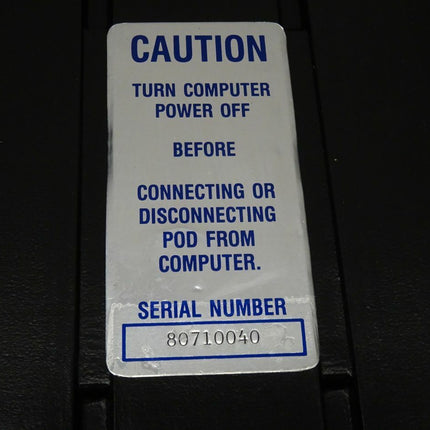 CAUTION
TURN COMPUTER
POWER OFF
BEFORE
CONNECTING OR
DISCONNECTING
POD FROM
COMPUTER.
SERIAL NUMBER
80710040